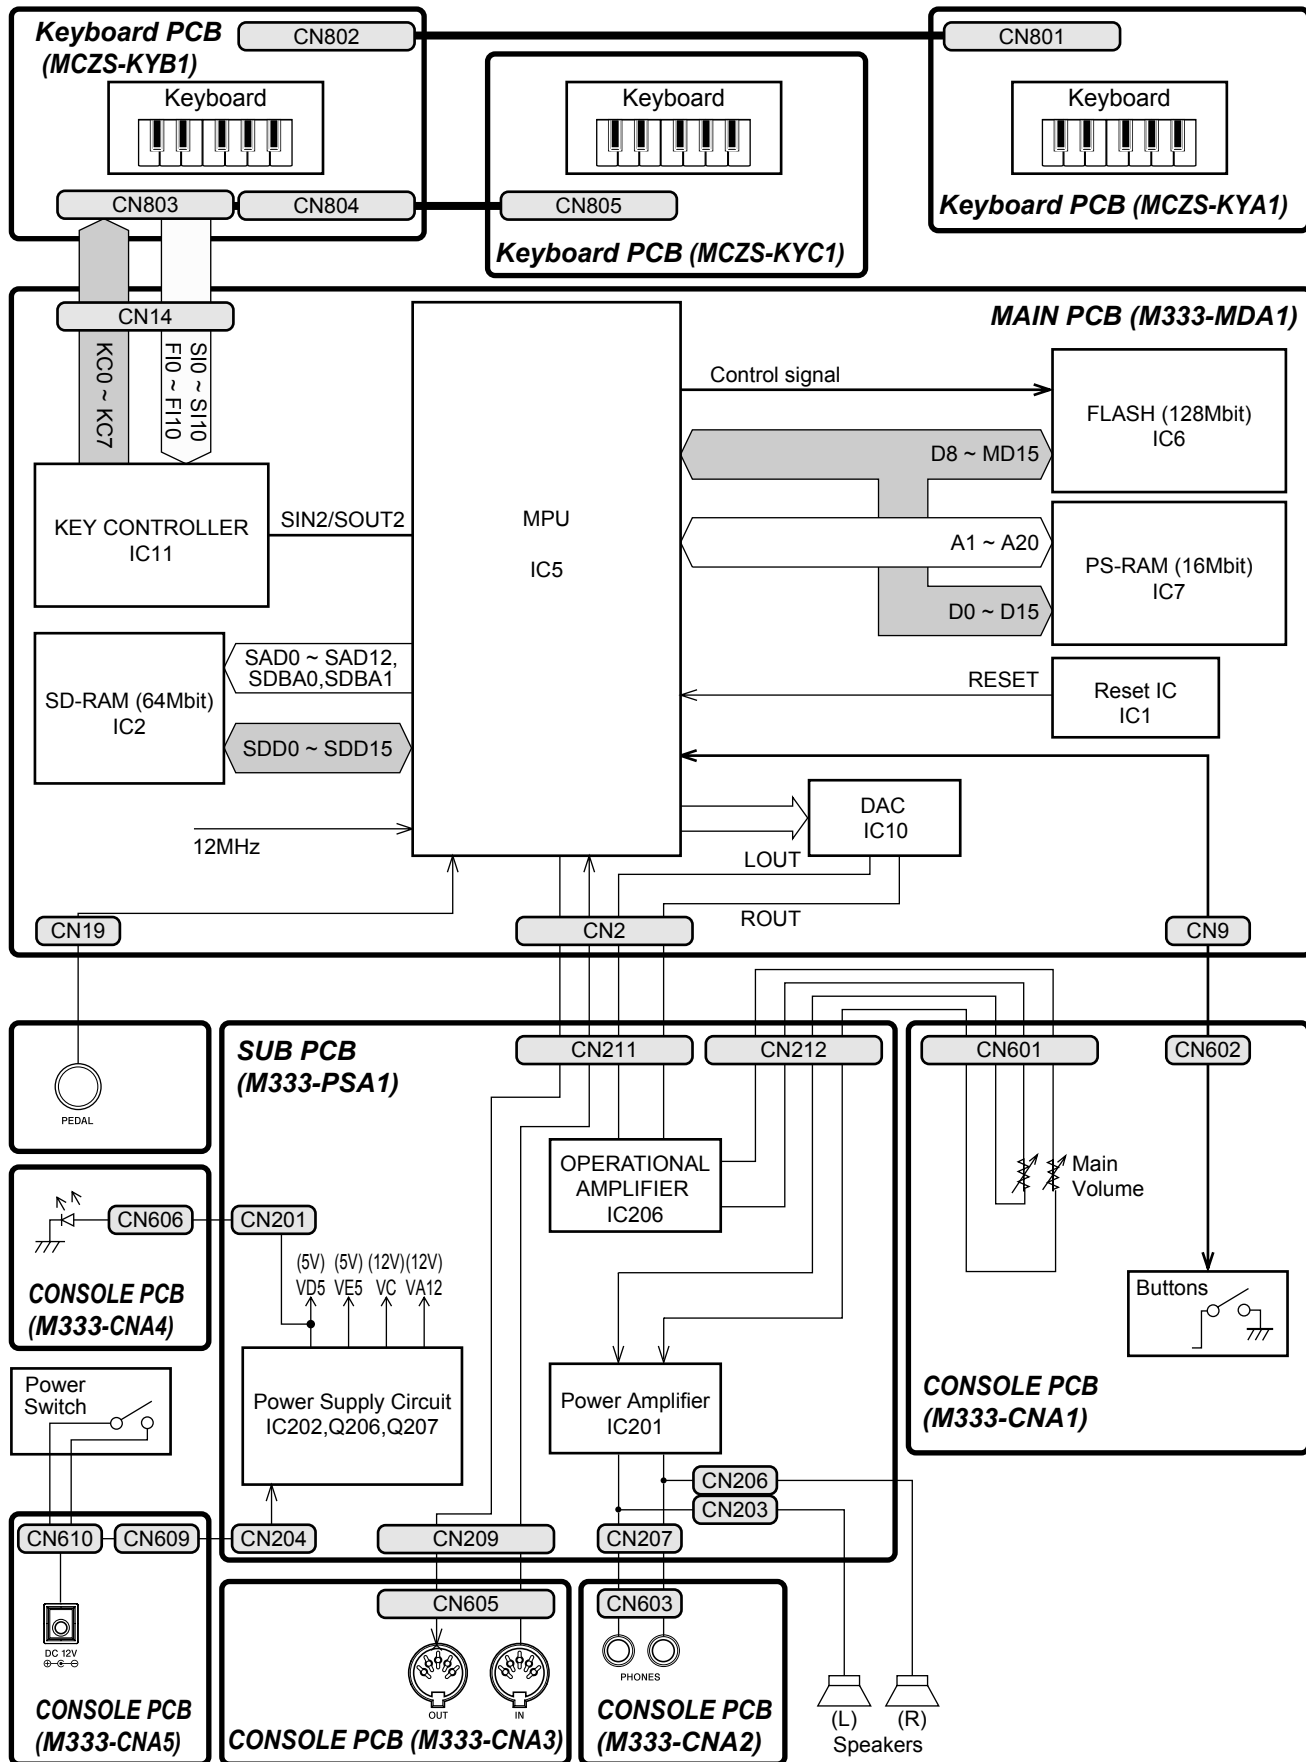 Keyboard PCB
(MCZS-KYB1)
CN802
CN801
Keyboard
Keyboard
Keyboard
CN803
CN804
CN805
Keyboard PCB (MCZS-KYA1)
Keyboard PCB (MCZS-KYC1)
MAIN PCB (M333-MDA1)
CN14
KC0 ~ KC7
SI0 ~ SI10
FI0 ~ FI10
Control signal
FLASH (128Mbit)
IC6
D8 ~ MD15
KEY CONTROLLER
IC11
SIN2/SOUT2
MPU
IC5
A1 ~ A20
PS-RAM (16Mbit)
IC7
D0 ~ D15
SD-RAM (64Mbit)
IC2
SAD0 ~ SAD12,
SDBA0,SDBA1
SDD0 ~ SDD15
RESET
Reset IC
IC1
12MHz
DAC
IC10
LOUT
ROUT
CN19
CN2
CN9
SUB PCB
(M333-PSA1)
CN211
CN212
CN601
CN602
PEDAL
OPERATIONAL
AMPLIFIER
IC206
Main
Volume
CN606
CN201
CONSOLE PCB
(M333-CNA4)
(5V) (5V) (12V)(12V)
VD5 VE5 VC VA12
Buttons
Power
Switch
Power Supply Circuit
IC202,Q206,Q207
Power Amplifier
IC201
CONSOLE PCB
(M333-CNA1)
CN206
CN203
CN610
CN609
CN204
CN209
CN207
CN605
CN603
DC 12V
OUT
IN
PHONES
CONSOLE PCB
(M333-CNA5)
CONSOLE PCB (M333-CNA3)
CONSOLE PCB
(M333-CNA2)
(L)
(R)
Speakers